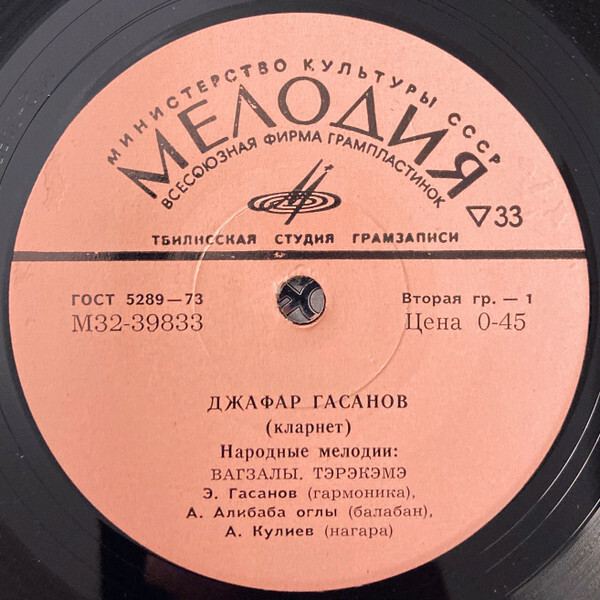 МИНИСТЕРСТВО КУЛЬТУРЫ СССР
МЕЛОДИЯ
ВСЕСОЮЗНАЯ ФИРМА ГРАМПЛАСТИНОК
▽33
ТБИЛИССКАЯ СТУДИЯ ГРАМЗАПИСИ
ГОСТ 5289—73
Вторая гр. — 1
М32-39833
Цена 0-45
ДЖАФАР ГАСАНОВ
(кларнет)
Народные мелодии:
ВАГЗАЛЫ. ТЭРЭКЕМЭ
Э. Гасанов (гармоника),
А. Алибаба оглы (балабан),
А. Кулиев (нагара)